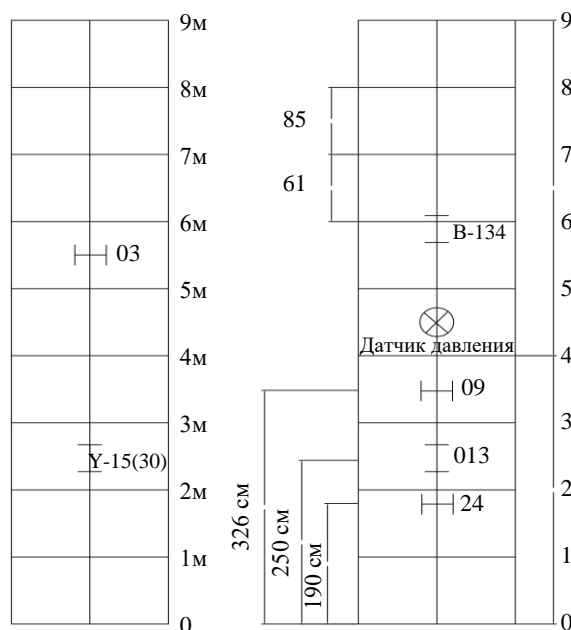 9м
8м
7м
6м
03
5м
4м
3м
Y-15(30)
2м
1м
0
9
85
8
61
7
6
В-134
5
Датчик давления
4
09
3
013
24
2
326 см
250 см
190 см
1
0